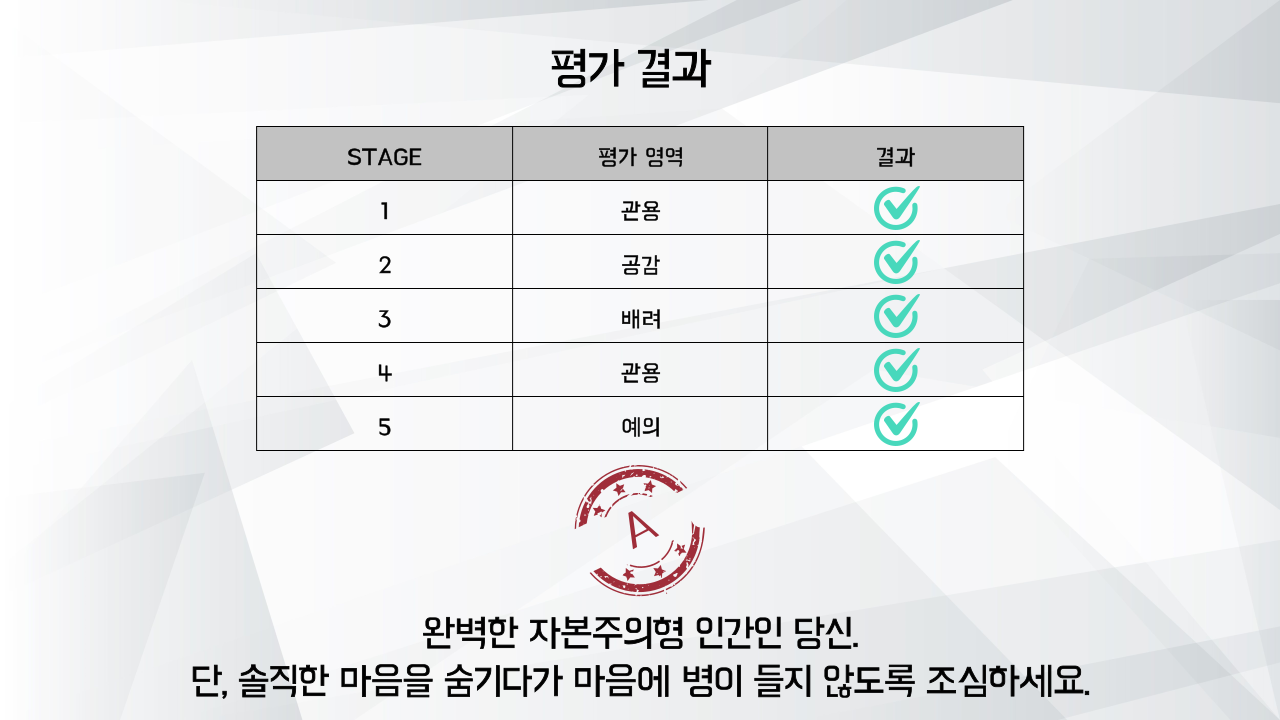 평가 결과
STAGE 평가 영역 결과
1 관용
2 공감
3 배려
4 관용
5 예의
A
완벽한 자본주의형 인간인 당신.
단, 솔직한 마음을 숨기다가 마음에 병이 들지 않도록 조심하세요.